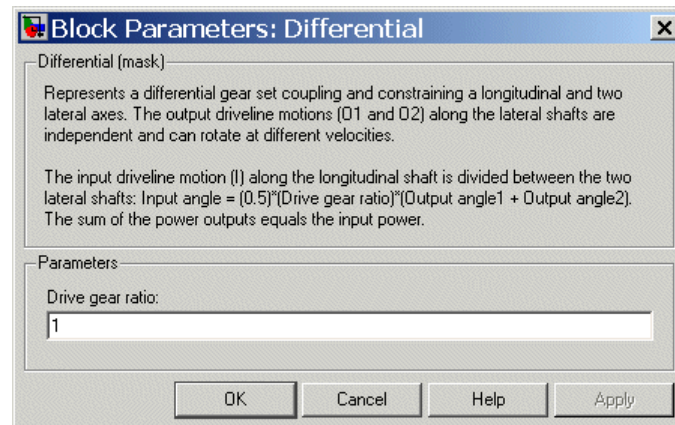 Block Parameters: Differential
Differential (mask)
Represents a differential gear set coupling and constraining a longitudinal and two
lateral axes. The output driveline motions (O1 and O2) along the lateral shafts are
independent and can rotate at different velocities.
The input driveline motion (I) along the longitudinal shaft is divided between the two
lateral shafts: Input angle = (0.5)*(Drive gear ratio)*(Output angle1 + Output angle2).
The sum of the power outputs equals the input power.
Parameters
Drive gear ratio:
1
OK Cancel Help Apply